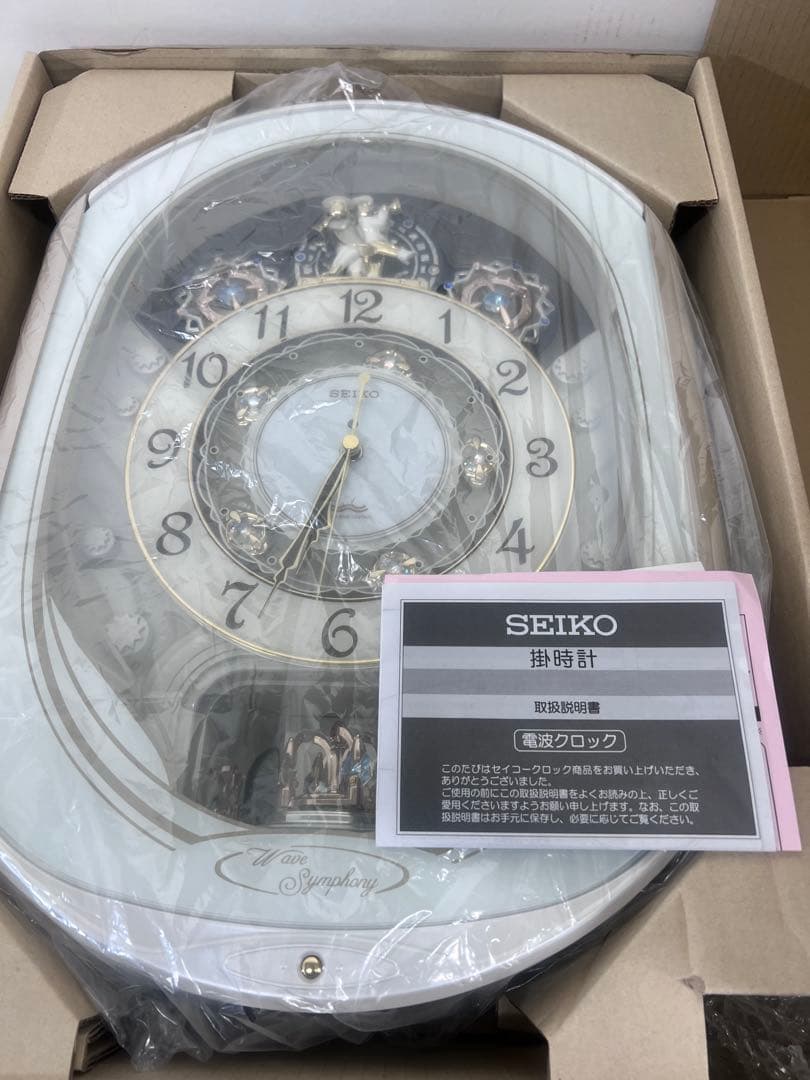 12
11
1
10
2
SEIKO
9
3
8
4
7
6
Wave
Symphony
SEIKO
掛時計
取扱説明書
電波クロック
このたびはセイコークロック商品をお買い上げいただき、
ありがとうございました。
ご使用の前にこの取扱説明書をよくお読みの上、正しくご
愛用くださいますようお願い申し上げます。なお、この取
扱説明書はお手元に保存し、必要に応じてご覧ください。